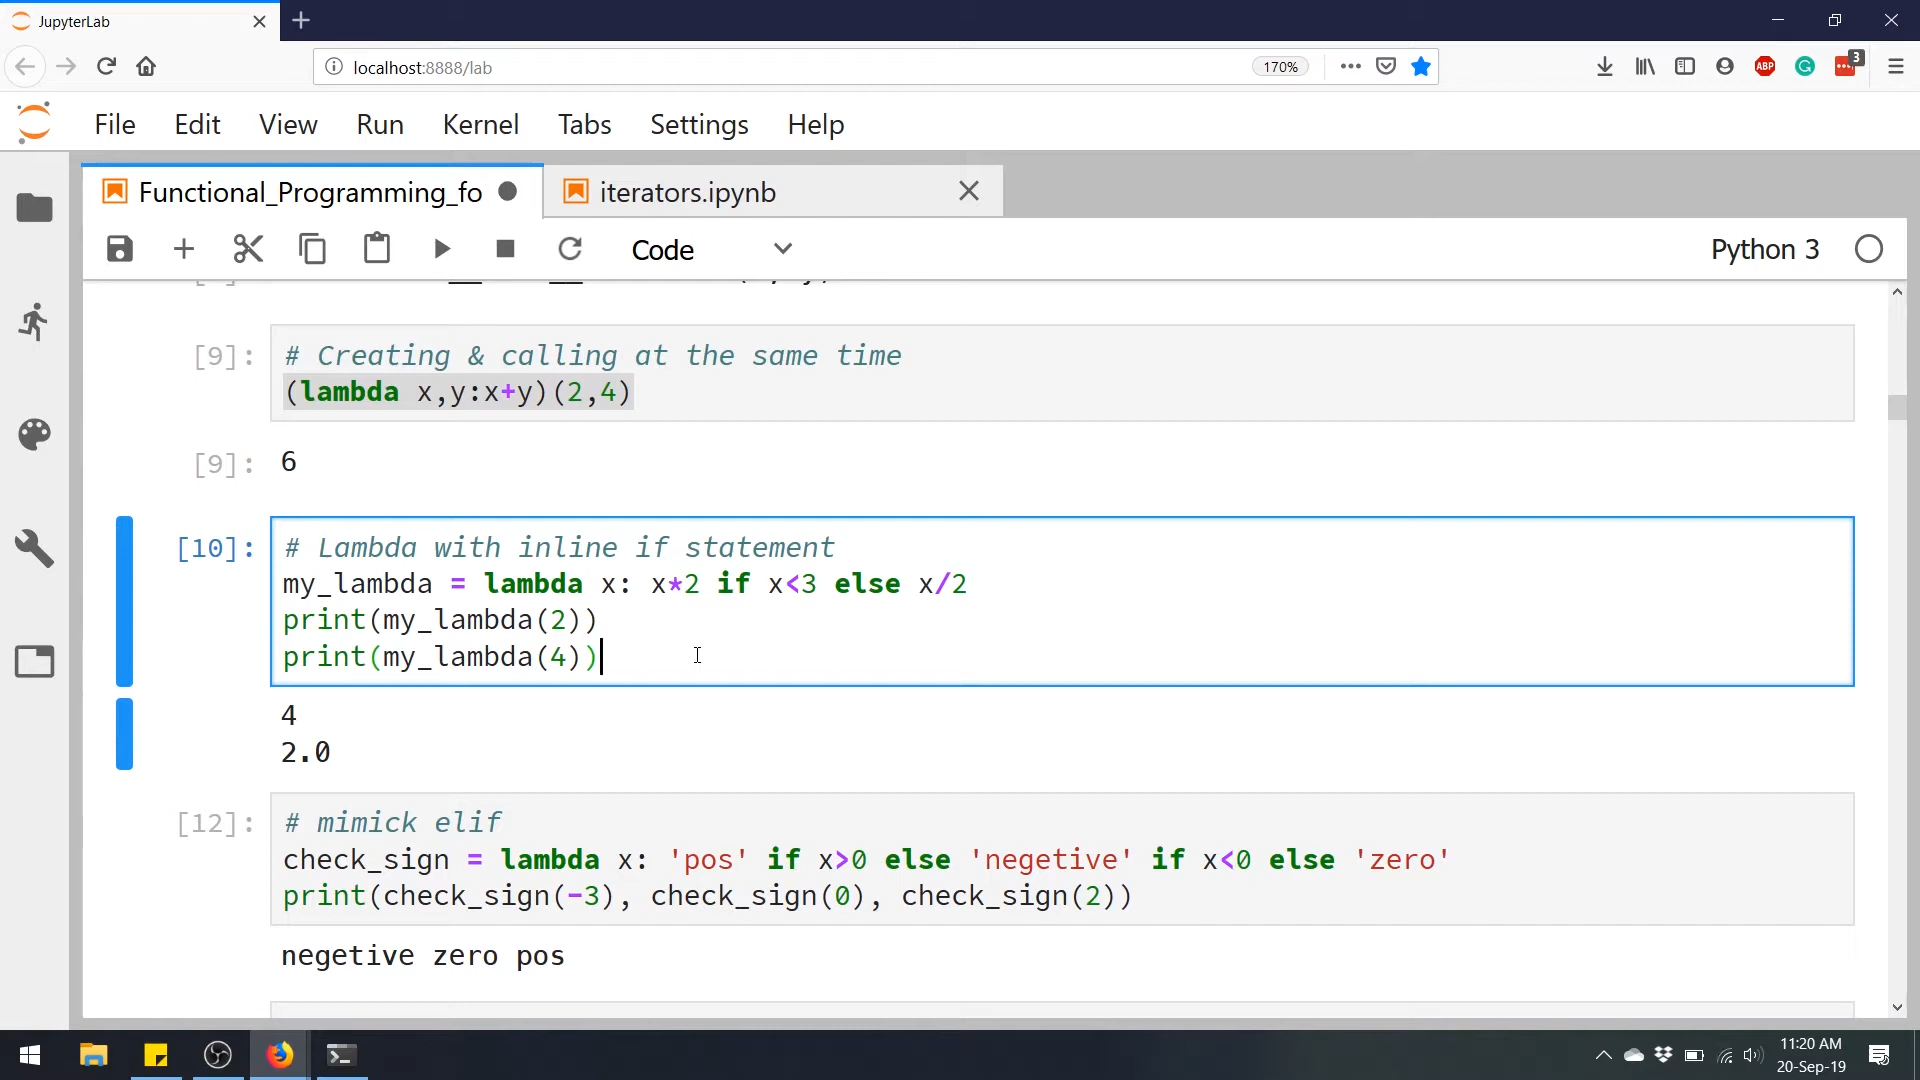 JupyterLab
localhost:8888/lab
170%
ABP
3
File Edit View Run Kernel Tabs Settings Help
Functional_Programming_fo
iterators.ipynb
Code
Python 3
[9]:
# Creating & calling at the same time
(lambda x,y:x+y)(2,4)
[9]: 6
[10]:
# Lambda with inline if statement
my_lambda = lambda x: x*2 if x<3 else x/2
print(my_lambda(2))
print(my_lambda(4))
4
2.0
[12]:
# mimick elif
check_sign = lambda x: 'pos' if x>0 else 'negetive' if x<0 else 'zero'
print(check_sign(-3), check_sign(0), check_sign(2))
negetive zero pos
11:20 AM
20-Sep-19